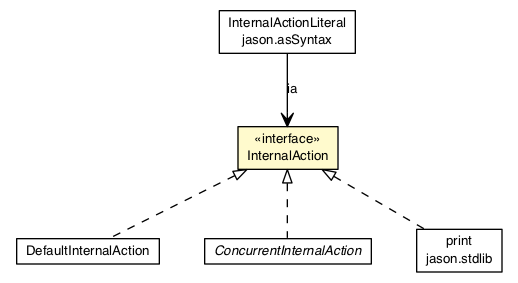 InternalActionLiteral
jason.asSyntax
ia
«interface»
InternalAction
DefaultInternalAction
ConcurrentInternalAction
print
jason.stdlib